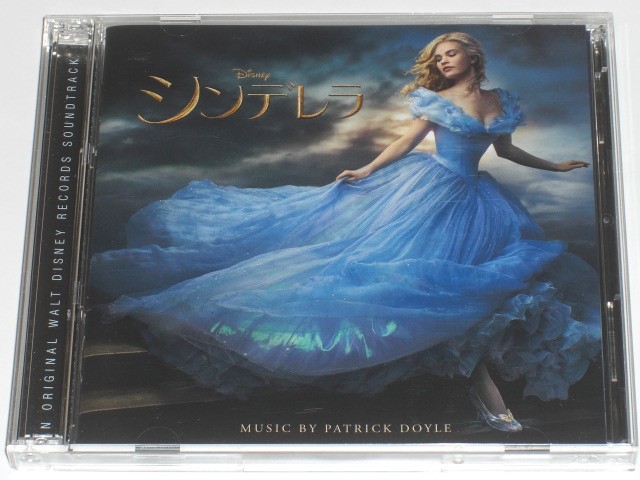 Disney
シンデレラ
MUSIC BY PATRICK DOYLE
N ORIGINAL WALT DISNEY RECORDS SOUNDTRACK